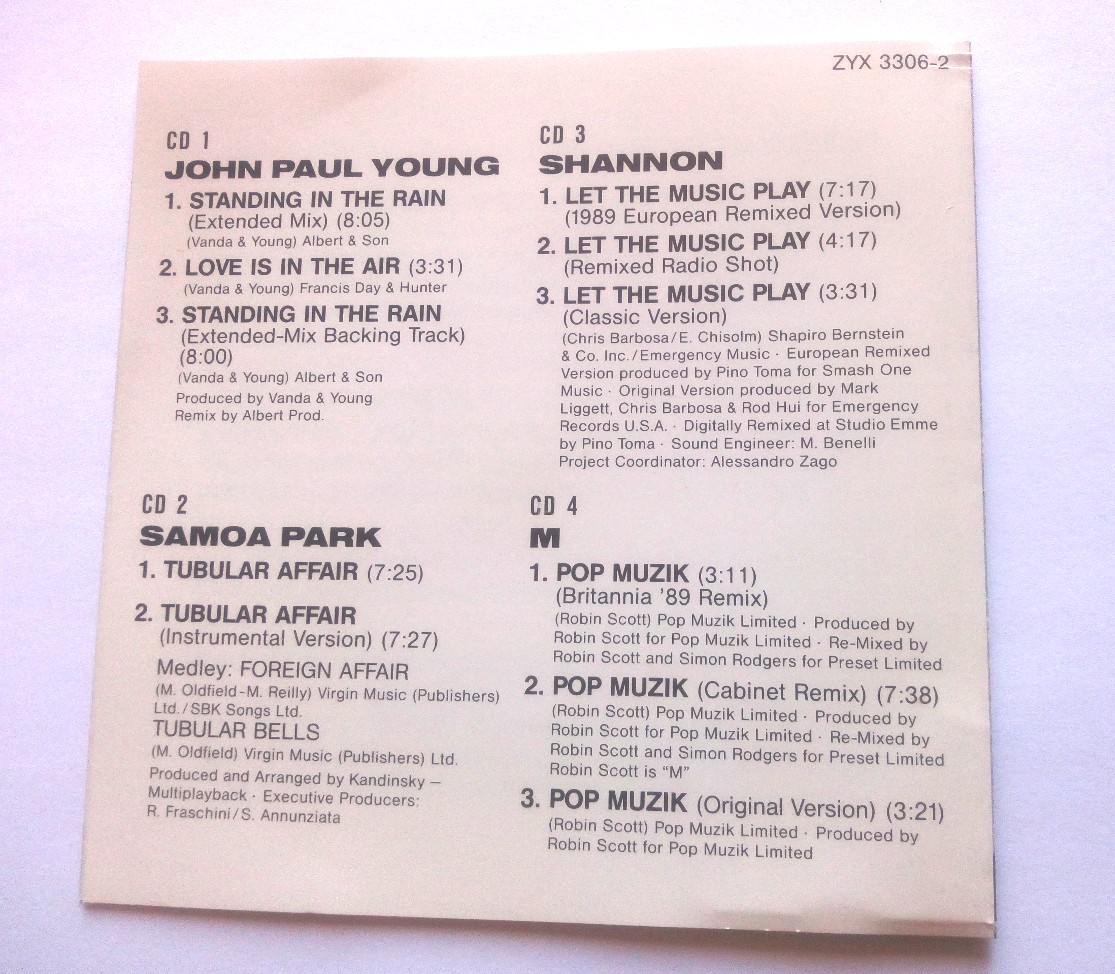 ZYX 3306-2
CD 1
JOHN PAUL YOUNG
1. STANDING IN THE RAIN
(Extended Mix) (8:05)
(Vanda & Young) Albert & Son
2. LOVE IS IN THE AIR (3:31)
(Vanda & Young) Francis Day & Hunter
3. STANDING IN THE RAIN
(Extended-Mix Backing Track)
(8:00)
(Vanda & Young) Albert & Son
Produced by Vanda & Young
Remix by Albert Prod.
CD 2
SAMOA PARK
1. TUBULAR AFFAIR (7:25)
2. TUBULAR AFFAIR
(Instrumental Version) (7:27)
Medley: FOREIGN AFFAIR
(M. Oldfield-M. Reilly) Virgin Music (Publishers)
Ltd./SBK Songs Ltd.
TUBULAR BELLS
(M. Oldfield) Virgin Music (Publishers) Ltd.
Produced and Arranged by Kandinsky –
Multiplayback · Executive Producers:
R. Fraschini/S. Annunziata
CD 3
SHANNON
1. LET THE MUSIC PLAY (7:17)
(1989 European Remixed Version)
2. LET THE MUSIC PLAY (4:17)
(Remixed Radio Shot)
3. LET THE MUSIC PLAY (3:31)
(Classic Version)
(Chris Barbosa/E. Chisolm) Shapiro Bernstein
& Co. Inc./Emergency Music · European Remixed
Version produced by Pino Toma for Smash One
Music · Original Version produced by Mark
Liggett, Chris Barbosa & Rod Hui for Emergency
Records U.S.A. · Digitally Remixed at Studio Emme
by Pino Toma · Sound Engineer: M. Benelli
Project Coordinator: Alessandro Zago
CD 4
M
1. POP MUZIK (3:11)
(Britannia '89 Remix)
(Robin Scott) Pop Muzik Limited · Produced by
Robin Scott for Pop Muzik Limited · Re-Mixed by
Robin Scott and Simon Rodgers for Preset Limited
2. POP MUZIK (Cabinet Remix) (7:38)
(Robin Scott) Pop Muzik Limited · Produced by
Robin Scott for Pop Muzik Limited · Re-Mixed by
Robin Scott and Simon Rodgers for Preset Limited
Robin Scott is “M”
3. POP MUZIK (Original Version) (3:21)
(Robin Scott) Pop Muzik Limited · Produced by
Robin Scott for Pop Muzik Limited